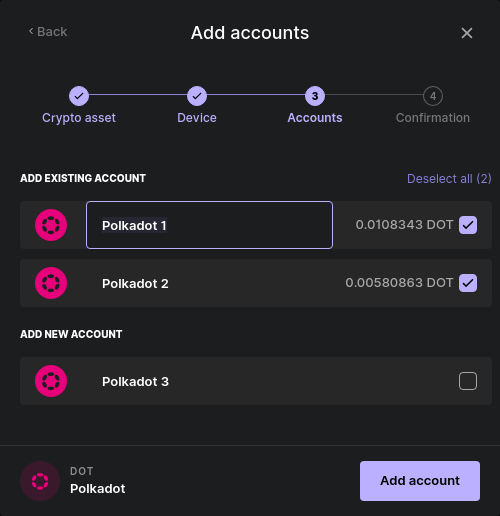 Back
Add accounts
3
4
Crypto asset
Device
Accounts
Confirmation
ADD EXISTING ACCOUNT
Deselect all (2)
Polkadot 1
0.0108343 DOT
Polkadot 2
0.00580863 DOT
ADD NEW ACCOUNT
Polkadot 3
DOT
Polkadot
Add account